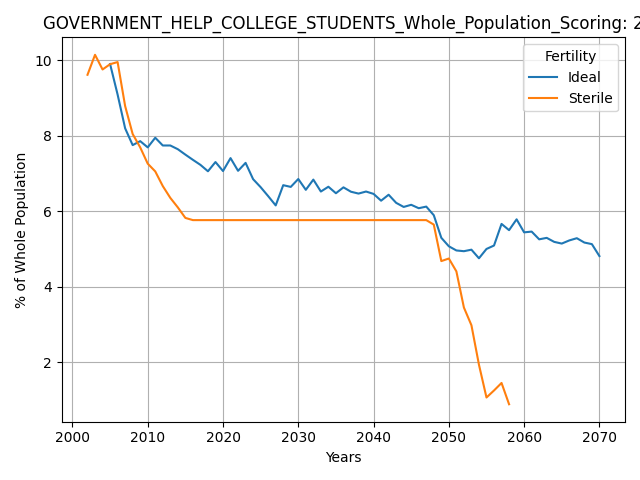 GOVERNMENT_HELP_COLLEGE_STUDENTS_Whole_Population_Scoring: 2
Fertility
Ideal
Sterile
% of Whole Population
10
8
6
4
2
2000 2010 2020 2030 2040 2050 2060 2070
Years